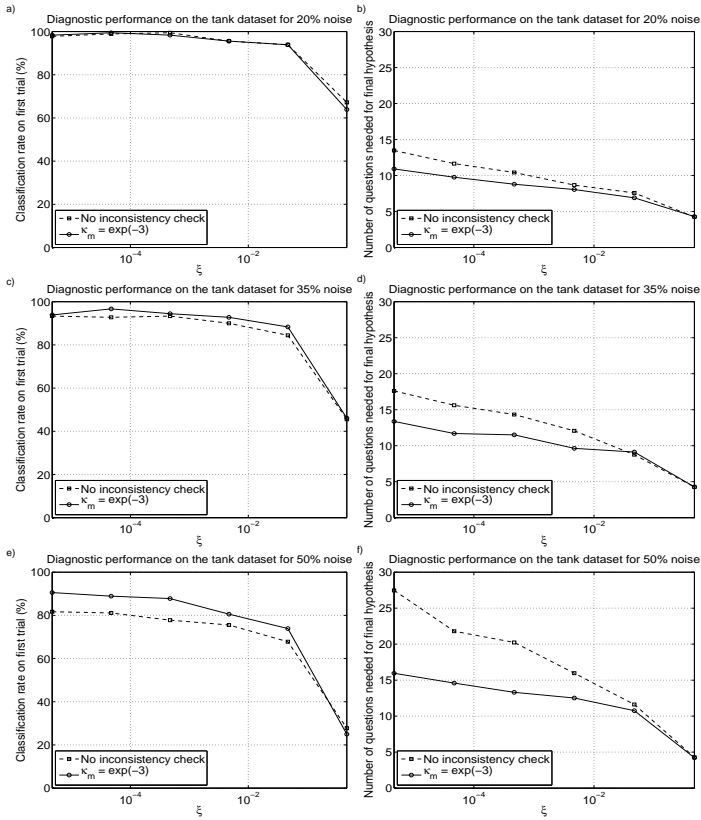 a)
Diagnostic performance on the tank dataset for 20% noise
Classification rate on first trial (%)
100
80
60
40
20
0
No inconsistency check
κ_m = exp(−3)
10^−4
10^−2
ξ
b)
Diagnostic performance on the tank dataset for 20% noise
Number of questions needed for final hypothesis
30
25
20
15
10
5
0
No inconsistency check
κ_m = exp(−3)
10^−4
10^−2
ξ
c)
Diagnostic performance on the tank dataset for 35% noise
Classification rate on first trial (%)
100
80
60
40
20
0
No inconsistency check
κ_m = exp(−3)
10^−4
10^−2
ξ
d)
Diagnostic performance on the tank dataset for 35% noise
Number of questions needed for final hypothesis
30
25
20
15
10
5
0
No inconsistency check
κ_m = exp(−3)
10^−4
10^−2
ξ
e)
Diagnostic performance on the tank dataset for 50% noise
Classification rate on first trial (%)
100
80
60
40
20
0
No inconsistency check
κ_m = exp(−3)
10^−4
10^−2
ξ
f)
Diagnostic performance on the tank dataset for 50% noise
Number of questions needed for final hypothesis
30
25
20
15
10
5
0
No inconsistency check
κ_m = exp(−3)
10^−4
10^−2
ξ